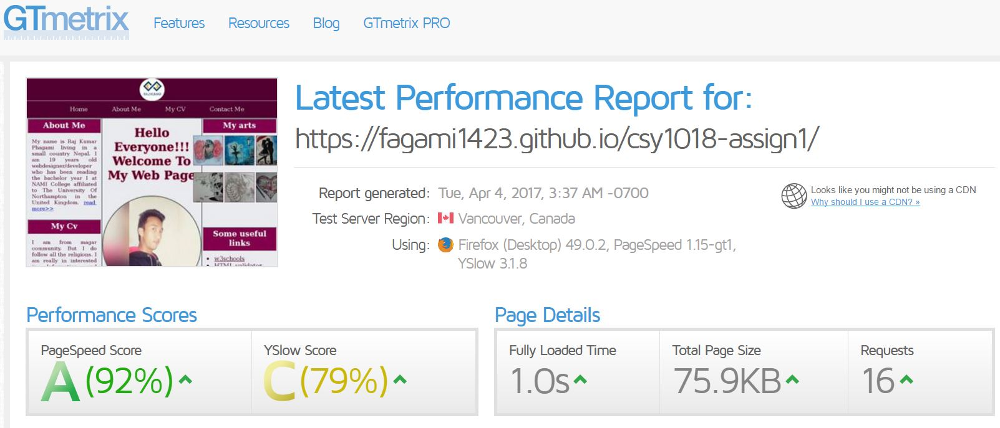 GTmetrix
Features Resources Blog GTmetrix PRO
RAJ KUMAR
Home About Me My CV Contact Me
About Me
My name is Raj Kumar
Phagami living in a
small country Nepal. I
am 19 years old
webdesigner/developer
who has been reading
the bachelor year I at
NAMI College affiliated
to The University Of
Northampton in the
United Kingdom. read
more>>
My Cv
I am from magar
community. But I do
follow all the religions. I
am really in interested
Hello
Everyone!!!
Welcome To
My Web Page
My arts
Some useful
links
w3schools
HTML validator
Latest Performance Report for:
https://fagami1423.github.io/csy1018-assign1/
Report generated: Tue, Apr 4, 2017, 3:37 AM -0700
Test Server Region: Vancouver, Canada
Using: Firefox (Desktop) 49.0.2, PageSpeed 1.15-gt1,
YSlow 3.1.8
Looks like you might not be using a CDN
Why should I use a CDN? »
Performance Scores
PageSpeed Score
A (92%)
YSlow Score
C (79%)
Page Details
Fully Loaded Time
1.0s
Total Page Size
75.9KB
Requests
16